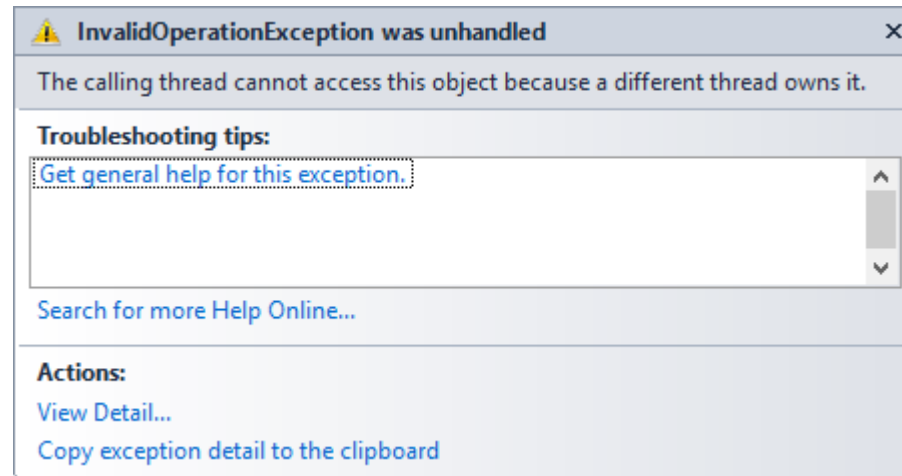 InvalidOperationException was unhandled
The calling thread cannot access this object because a different thread owns it.
Troubleshooting tips:
Get general help for this exception.
Search for more Help Online...
Actions:
View Detail...
Copy exception detail to the clipboard